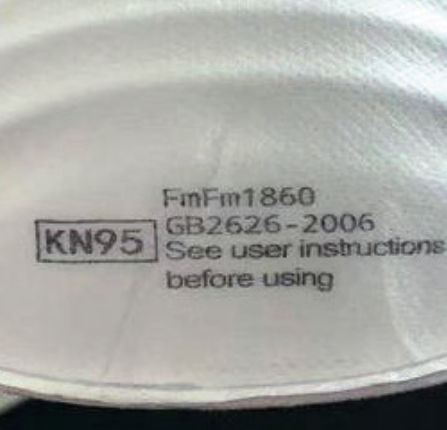 FmFm1860
KN95
GB2626-2006
See user instructions
before using